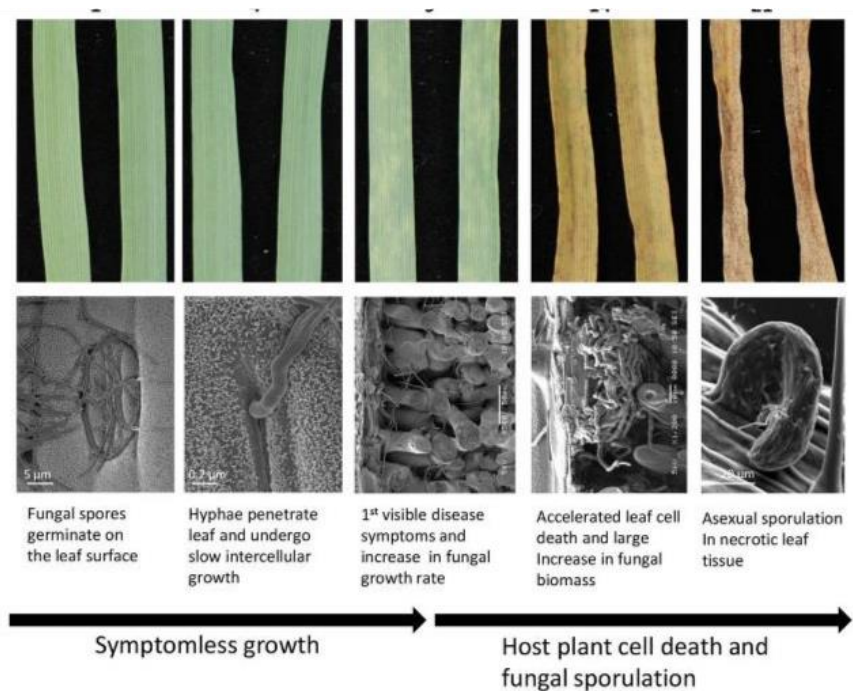 5 µm
0.2 µm
Fungal spores
germinate on
the leaf surface
Hyphae penetrate
leaf and undergo
slow intercellular
growth
1st visible disease
symptoms and
increase in fungal
growth rate
Accelerated leaf cell
death and large
Increase in fungal
biomass
Asexual sporulation
In necrotic leaf
tissue
Symptomless growth
Host plant cell death and
fungal sporulation